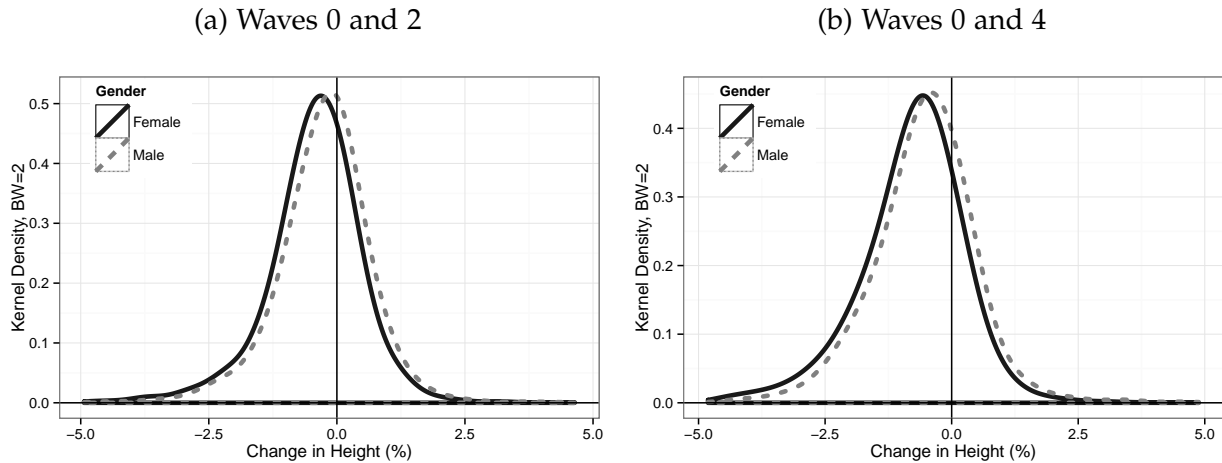 (a) Waves 0 and 2
Kernel Density, BW=2
0.5
0.4
0.3
0.2
0.1
0.0
Gender
Female
Male
−5.0 −2.5 0.0 2.5 5.0
Change in Height (%)
(b) Waves 0 and 4
Kernel Density, BW=2
0.4
0.3
0.2
0.1
0.0
Gender
Female
Male
−5.0 −2.5 0.0 2.5 5.0
Change in Height (%)